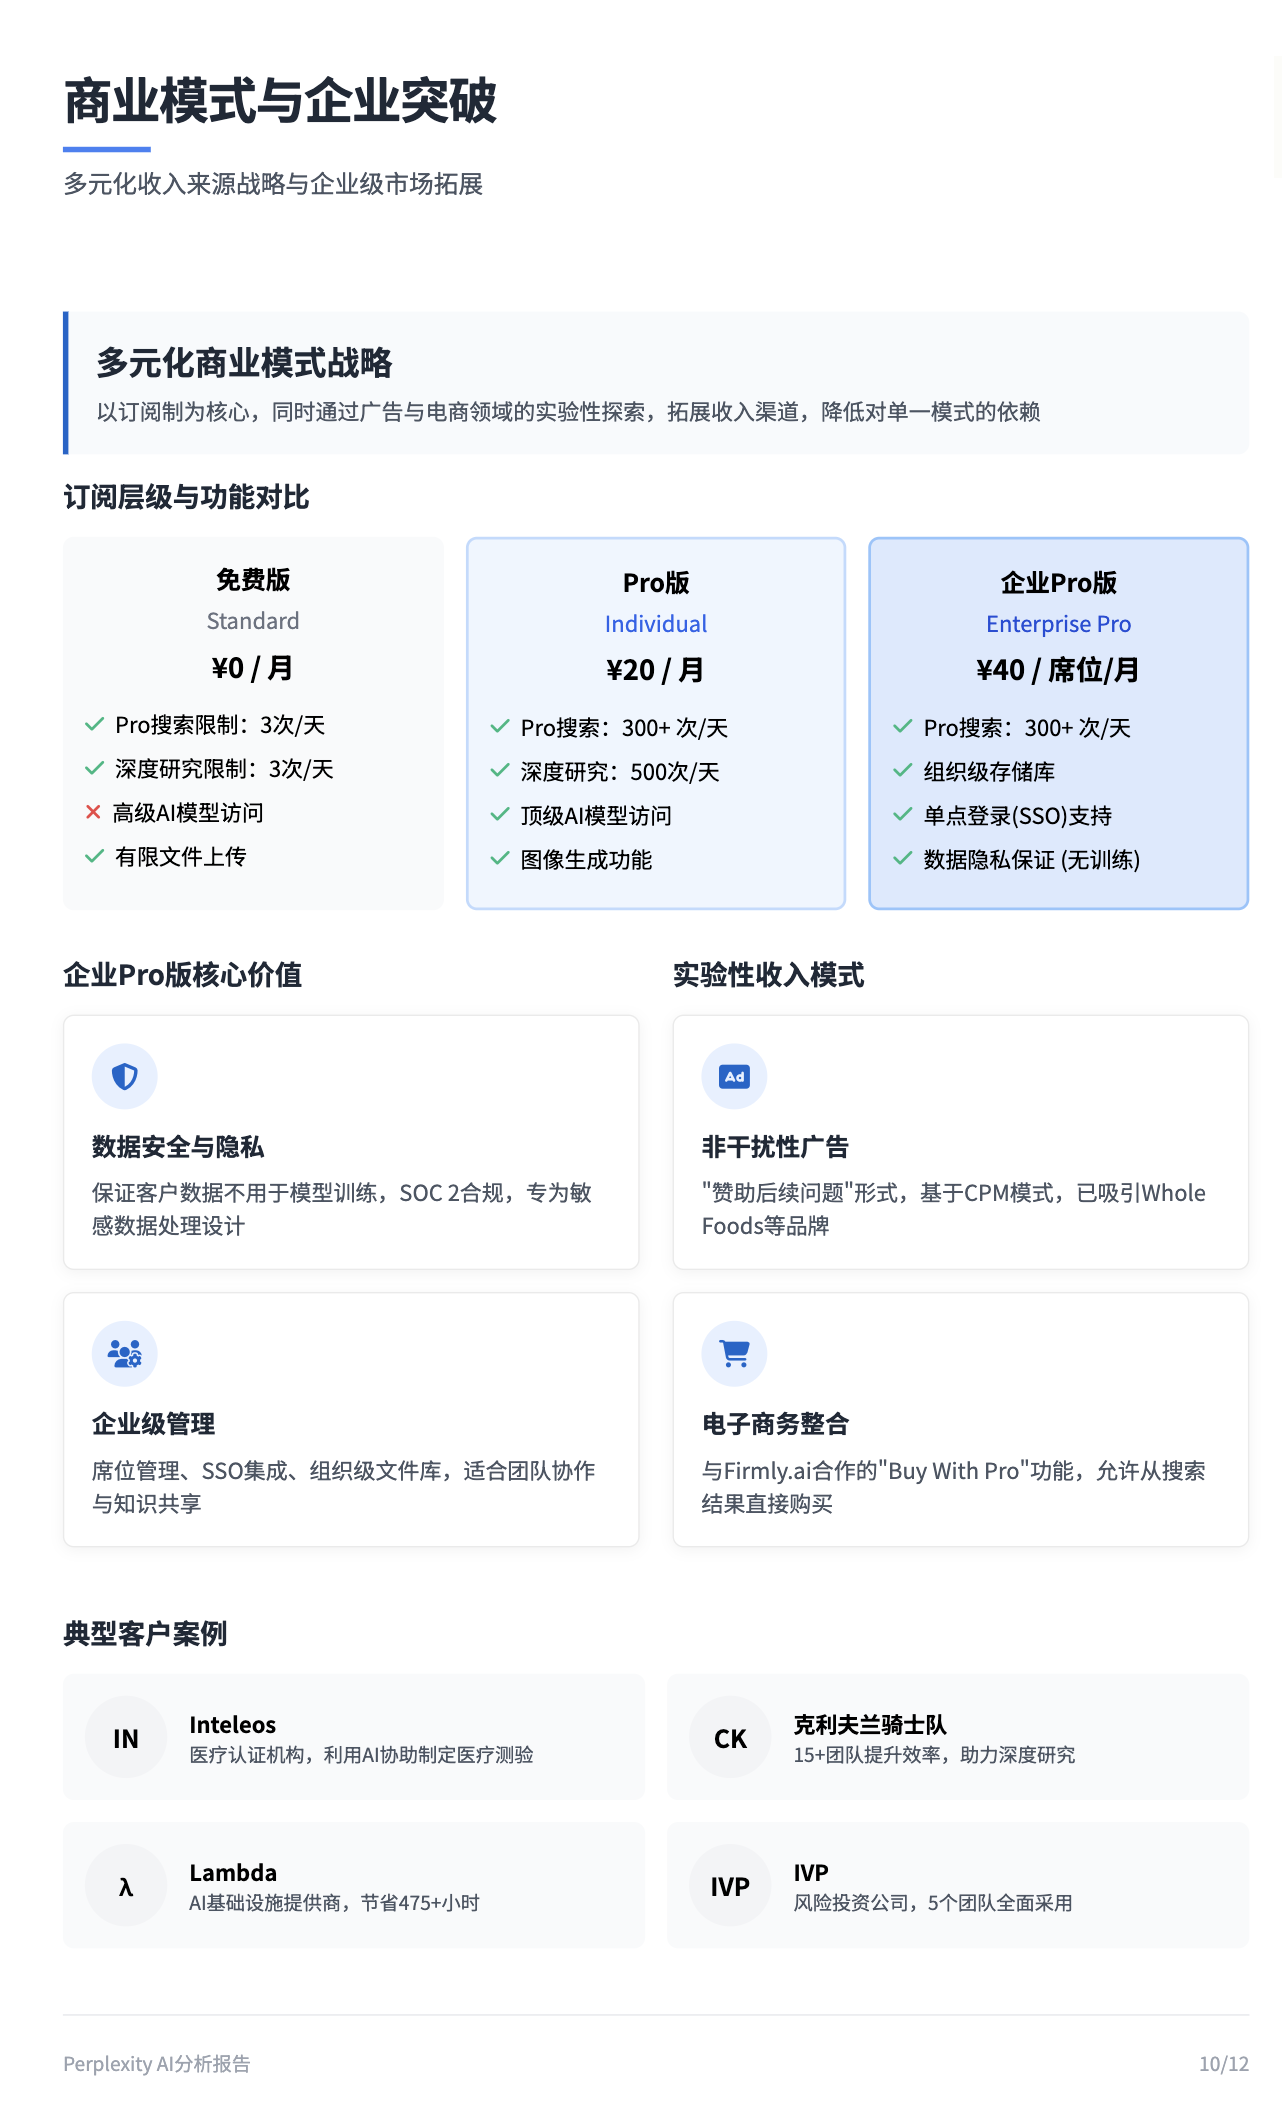 商业模式与企业突破
多元化收入来源战略与企业级市场拓展
多元化商业模式战略
以订阅制为核心，同时通过广告与电商领域的实验性探索，拓展收入渠道，降低对单一模式的依赖
订阅层级与功能对比
免费版
Standard
¥0 / 月
Pro搜索限制：3次/天
深度研究限制：3次/天
高级AI模型访问
有限文件上传
Pro版
Individual
¥20 / 月
Pro搜索：300+ 次/天
深度研究：500次/天
顶级AI模型访问
图像生成功能
企业Pro版
Enterprise Pro
¥40 / 席位/月
Pro搜索：300+ 次/天
组织级存储库
单点登录(SSO)支持
数据隐私保证 (无训练)
企业Pro版核心价值
数据安全与隐私
保证客户数据不用于模型训练，SOC 2合规，专为敏
感数据处理设计
企业级管理
席位管理、SSO集成、组织级文件库，适合团队协作
与知识共享
实验性收入模式
Ad
非干扰性广告
"赞助后续问题"形式，基于CPM模式，已吸引Whole
Foods等品牌
电子商务整合
与Firmly.ai合作的"Buy With Pro"功能，允许从搜索
结果直接购买
典型客户案例
IN
Inteleos
医疗认证机构，利用AI协助制定医疗测验
CK
克利夫兰骑士队
15+团队提升效率，助力深度研究
λ
Lambda
AI基础设施提供商，节省475+小时
IVP
IVP
风险投资公司，5个团队全面采用
Perplexity AI分析报告
10/12